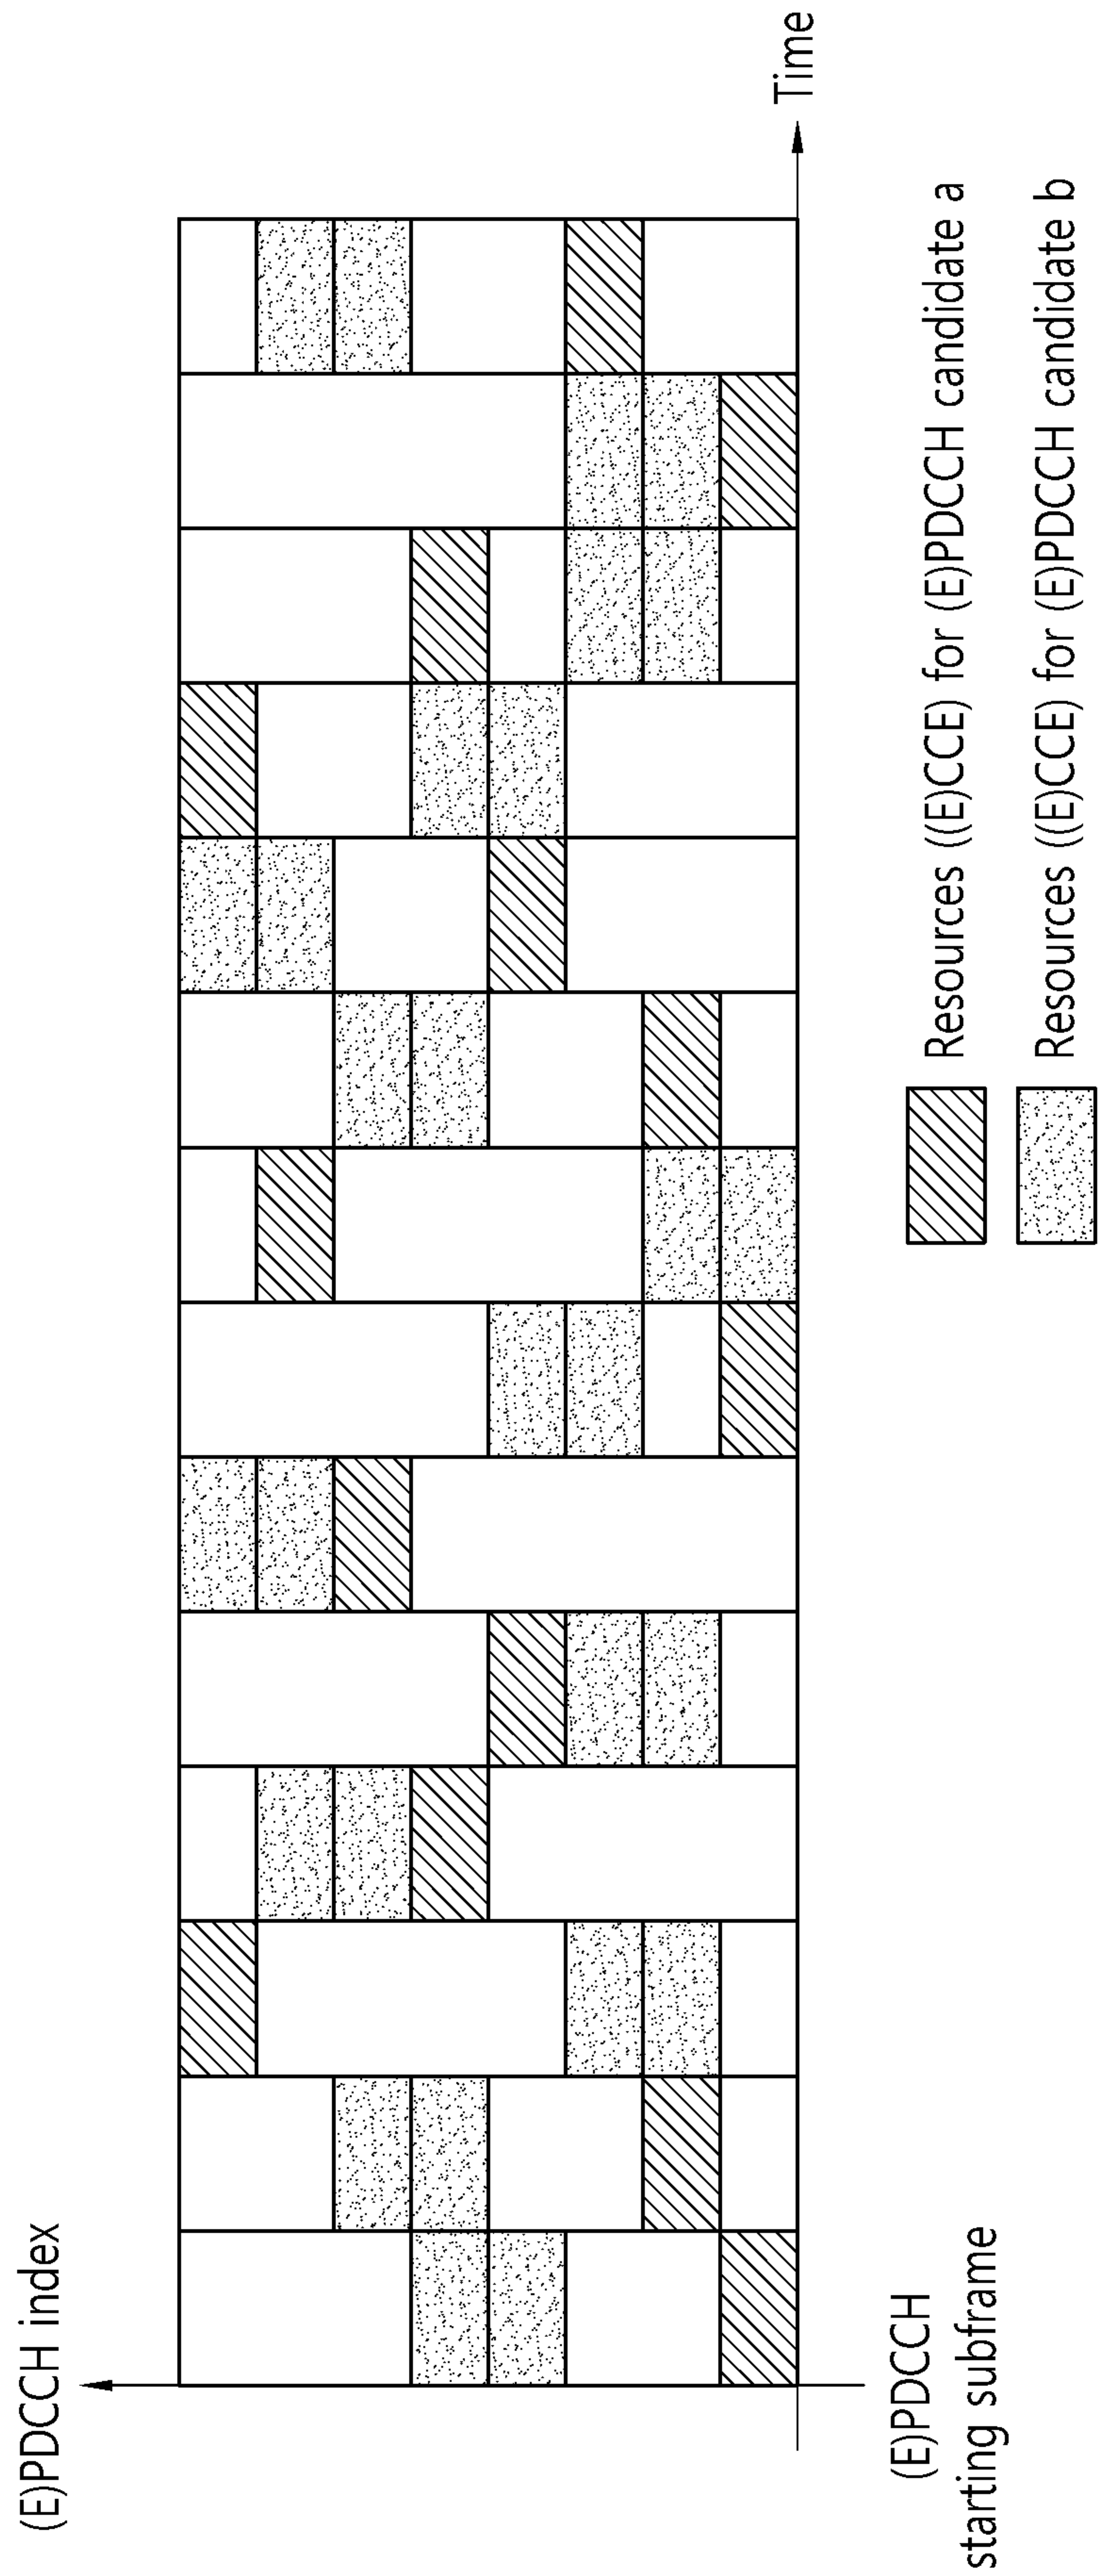 (E)PDCCH index
Time
(E)PDCCH
starting subframe
Resources ((E)CCE) for (E)PDCCH candidate a
Resources ((E)CCE) for (E)PDCCH candidate b